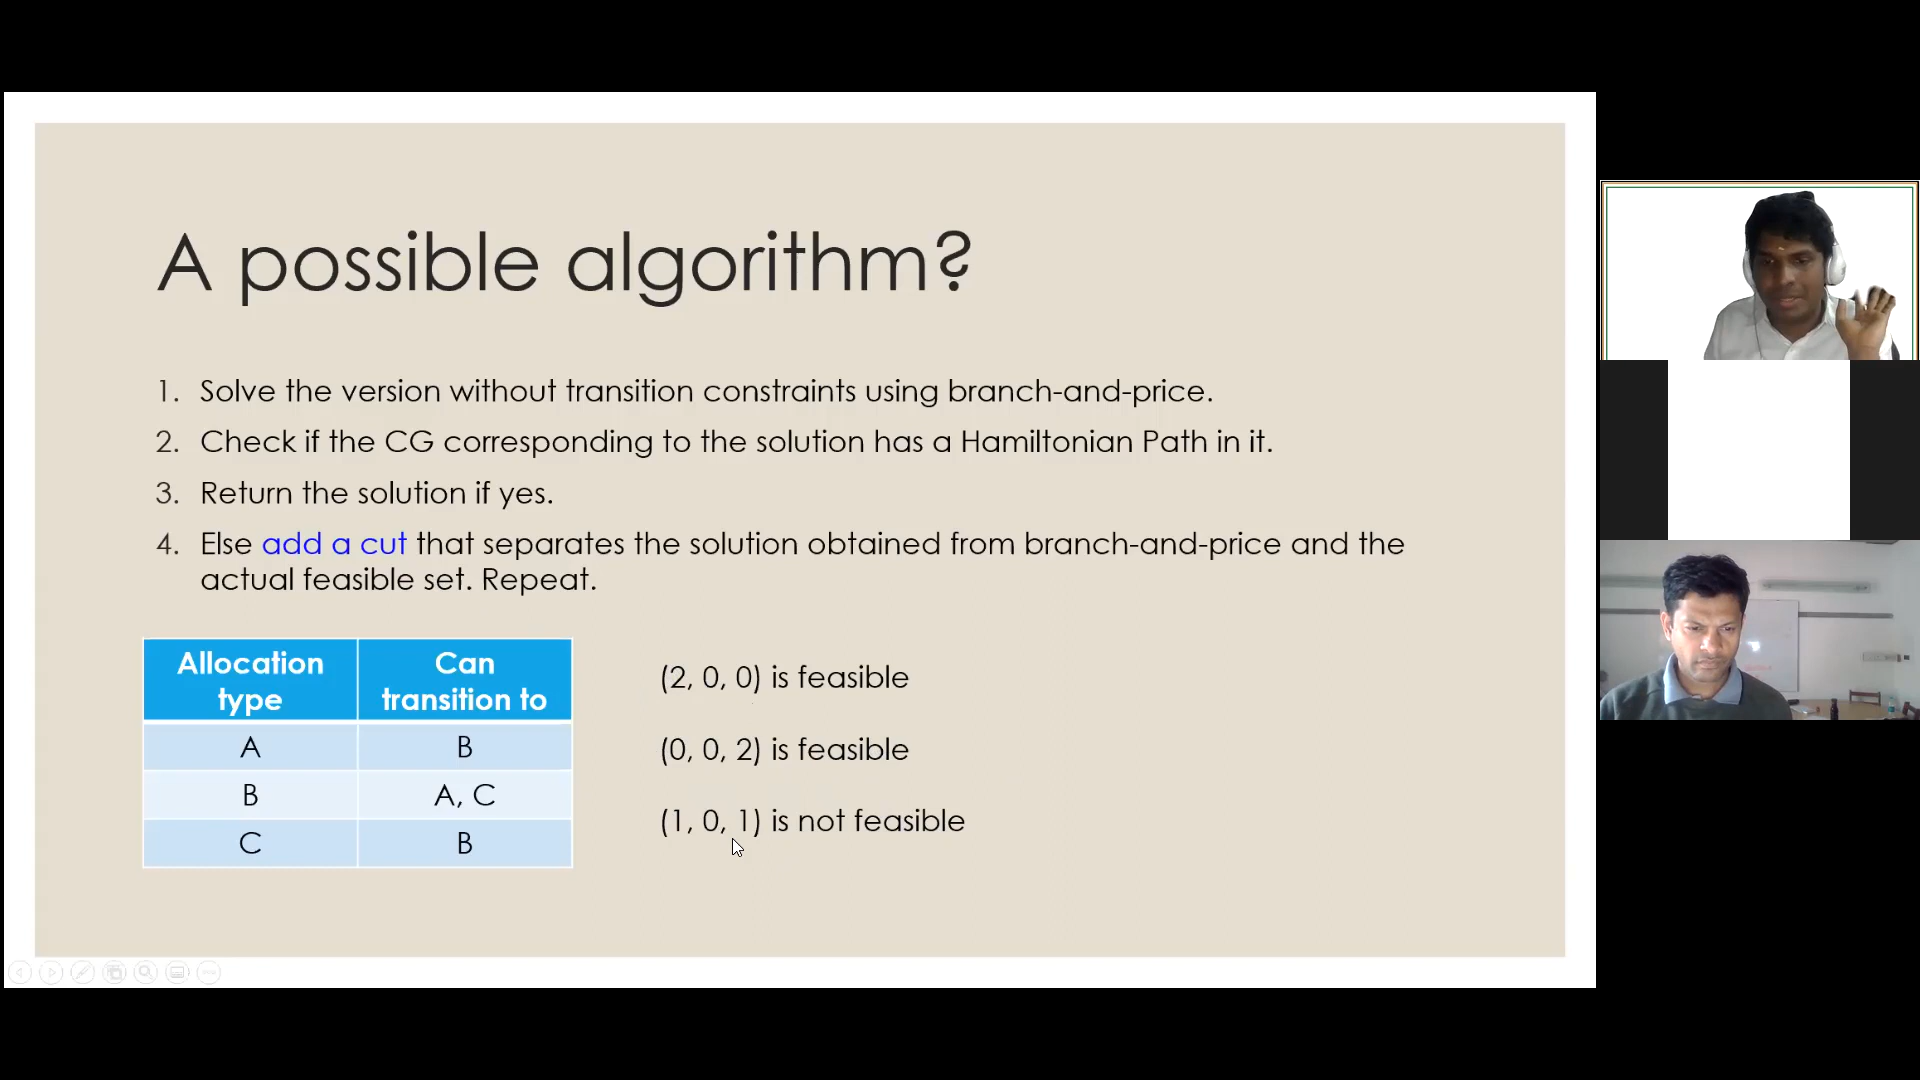 A possible algorithm?
1. Solve the version without transition constraints using branch-and-price.
2. Check if the CG corresponding to the solution has a Hamiltonian Path in it.
3. Return the solution if yes.
4. Else add a cut that separates the solution obtained from branch-and-price and the
actual feasible set. Repeat.
Allocation type | Can transition to
A | B
B | A, C
C | B
(2, 0, 0) is feasible
(0, 0, 2) is feasible
(1, 0, 1) is not feasible